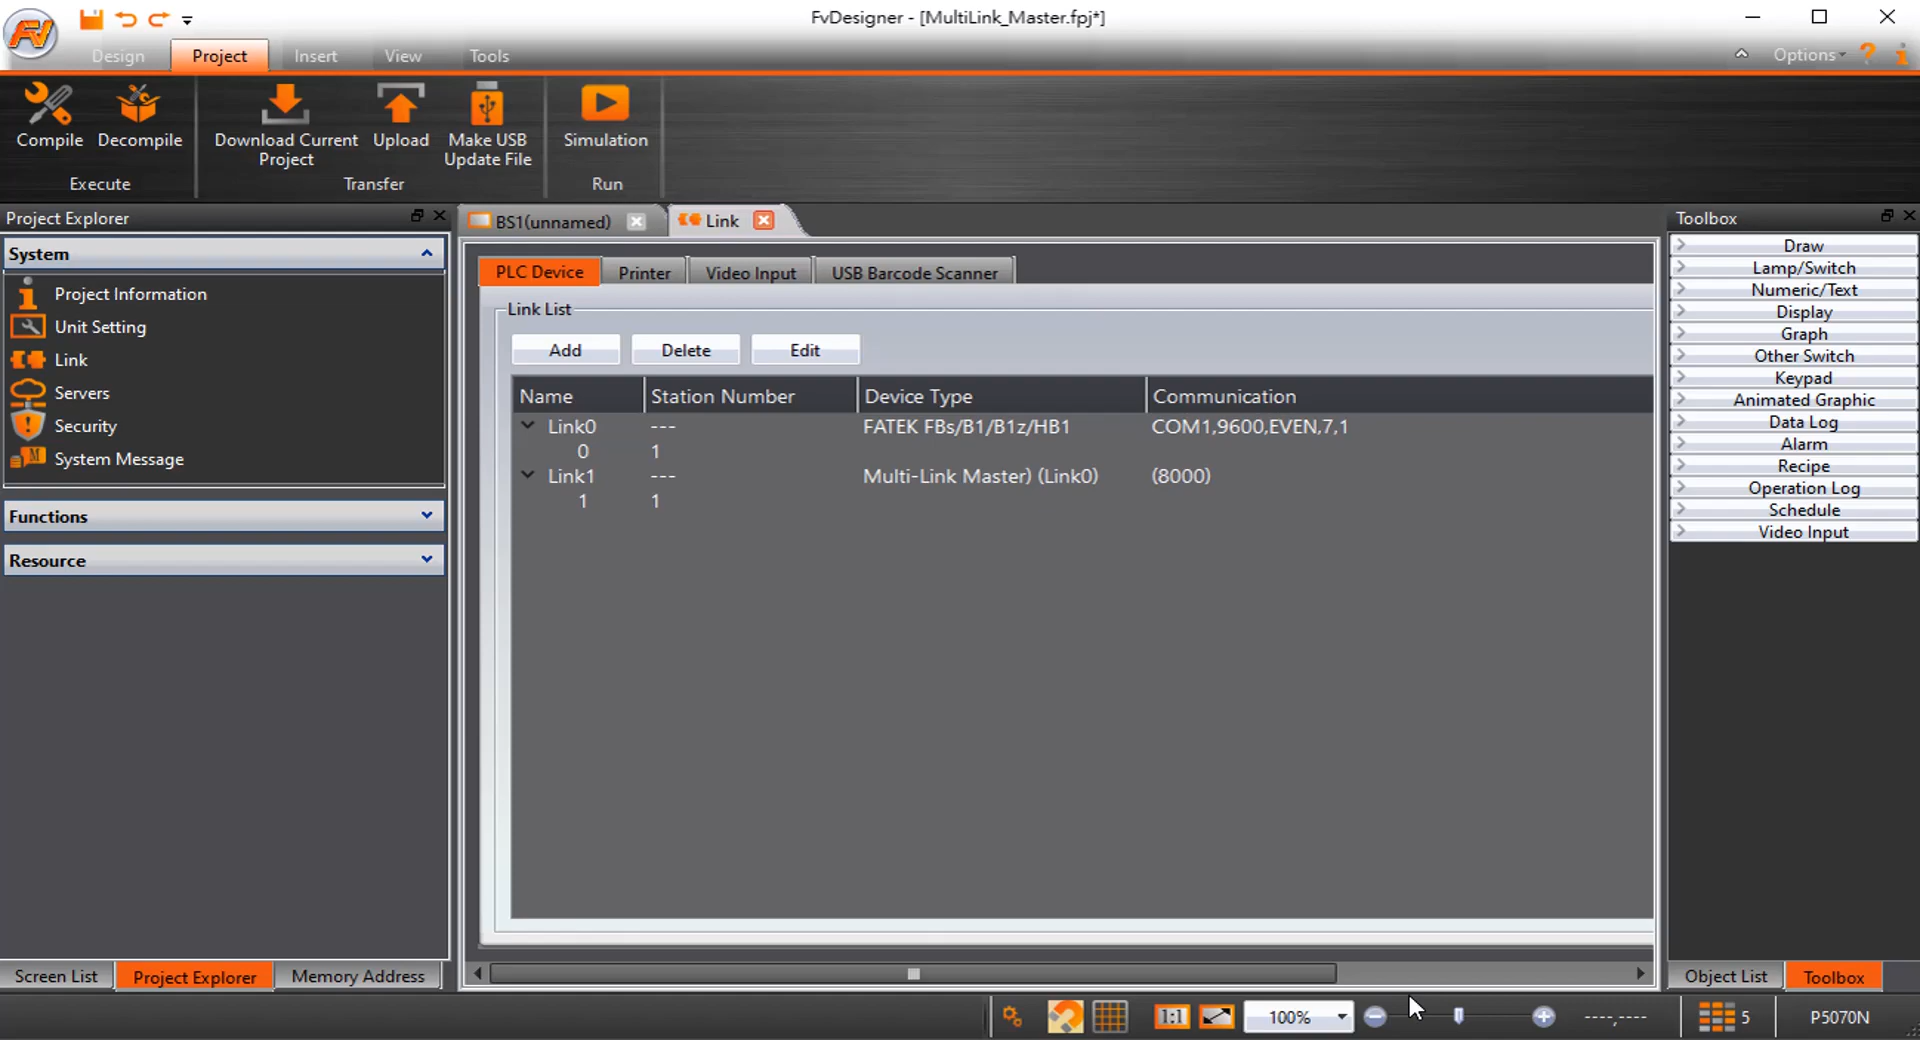 FvDesigner - [MultiLink_Master.fpj*]
FV
Design
Project
Insert
View
Tools
Options
?
i
Compile
Decompile
Execute
Download Current
Project
Upload
Make USB
Update File
Transfer
Simulation
Run
Project Explorer
System
Project Information
Unit Setting
Link
Servers
Security
System Message
Functions
Resource
Screen List
Project Explorer
Memory Address
BS1(unnamed)
Link
PLC Device
Printer
Video Input
USB Barcode Scanner
Link List
Add
Delete
Edit
Name Station Number Device Type Communication
Link0 --- FATEK FBs/B1/B1z/HB1 COM1,9600,EVEN,7,1
0 1
Link1 --- Multi-Link Master) (Link0) (8000)
1 1
Toolbox
Draw
Lamp/Switch
Numeric/Text
Display
Graph
Other Switch
Keypad
Animated Graphic
Data Log
Alarm
Recipe
Operation Log
Schedule
Video Input
Object List
Toolbox
1:1
100%
----,----
5
P5070N